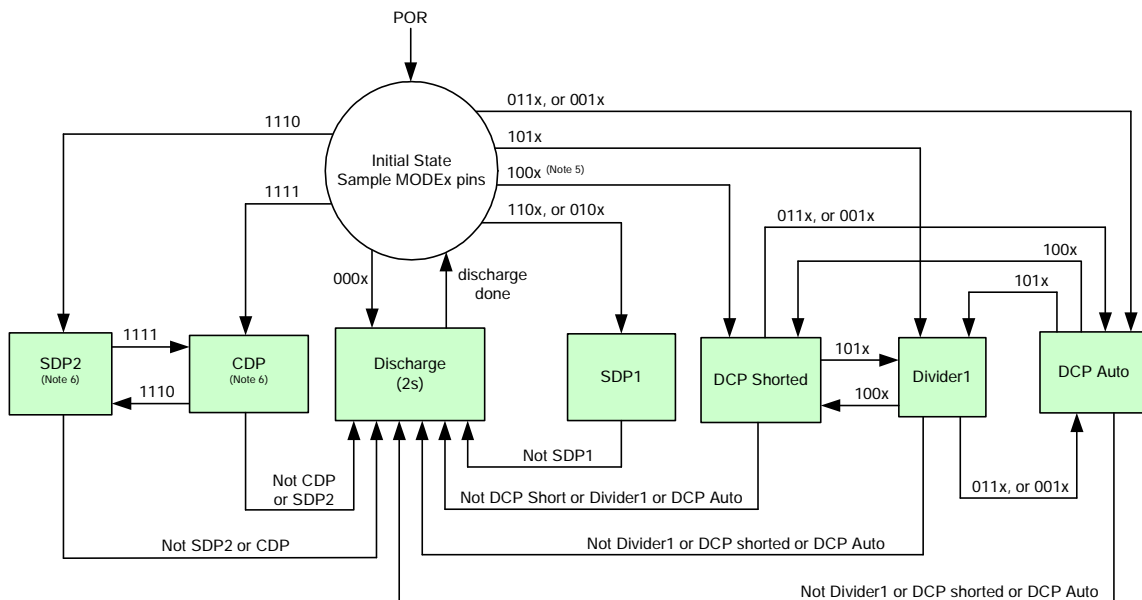 POR
011x, or 001x
1110
101x
Initial State
Sample MODEx pins
100x (Note 5)
1111
110x, or 010x
011x, or 001x
100x
000x
discharge
done
101x
1111
SDP2
(Note 6)
CDP
(Note 6)
Discharge
(2s)
SDP1
DCP Shorted
101x
Divider1
DCP Auto
1110
100x
Not SDP1
Not CDP
or SDP2
Not DCP Short or Divider1 or DCP Auto
011x, or 001x
Not SDP2 or CDP
Not Divider1 or DCP shorted or DCP Auto
Not Divider1 or DCP shorted or DCP Auto